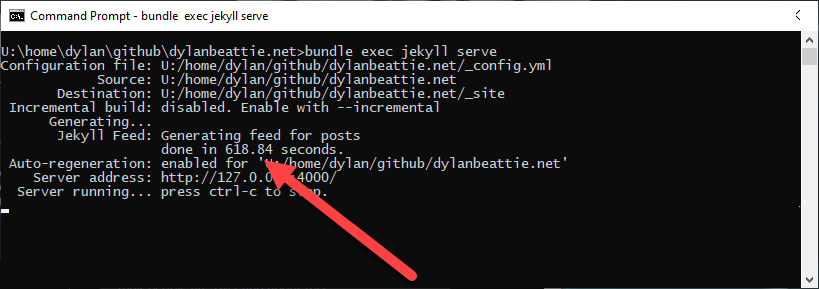 Command Prompt - bundle  exec jekyll serve
U:\home\dylan\github\dylanbeattie.net>bundle exec jekyll serve
Configuration file: U:/home/dylan/github/dylanbeattie.net/_config.yml
Source: U:/home/dylan/github/dylanbeattie.net
Destination: U:/home/dylan/github/dylanbeattie.net/_site
Incremental build: disabled. Enable with --incremental
Generating...
Jekyll Feed: Generating feed for posts
done in 618.84 seconds.
Auto-regeneration: enabled for 'U:/home/dylan/github/dylanbeattie.net'
Server address: http://127.0.0. 4000/
Server running... press ctrl-c to stop.